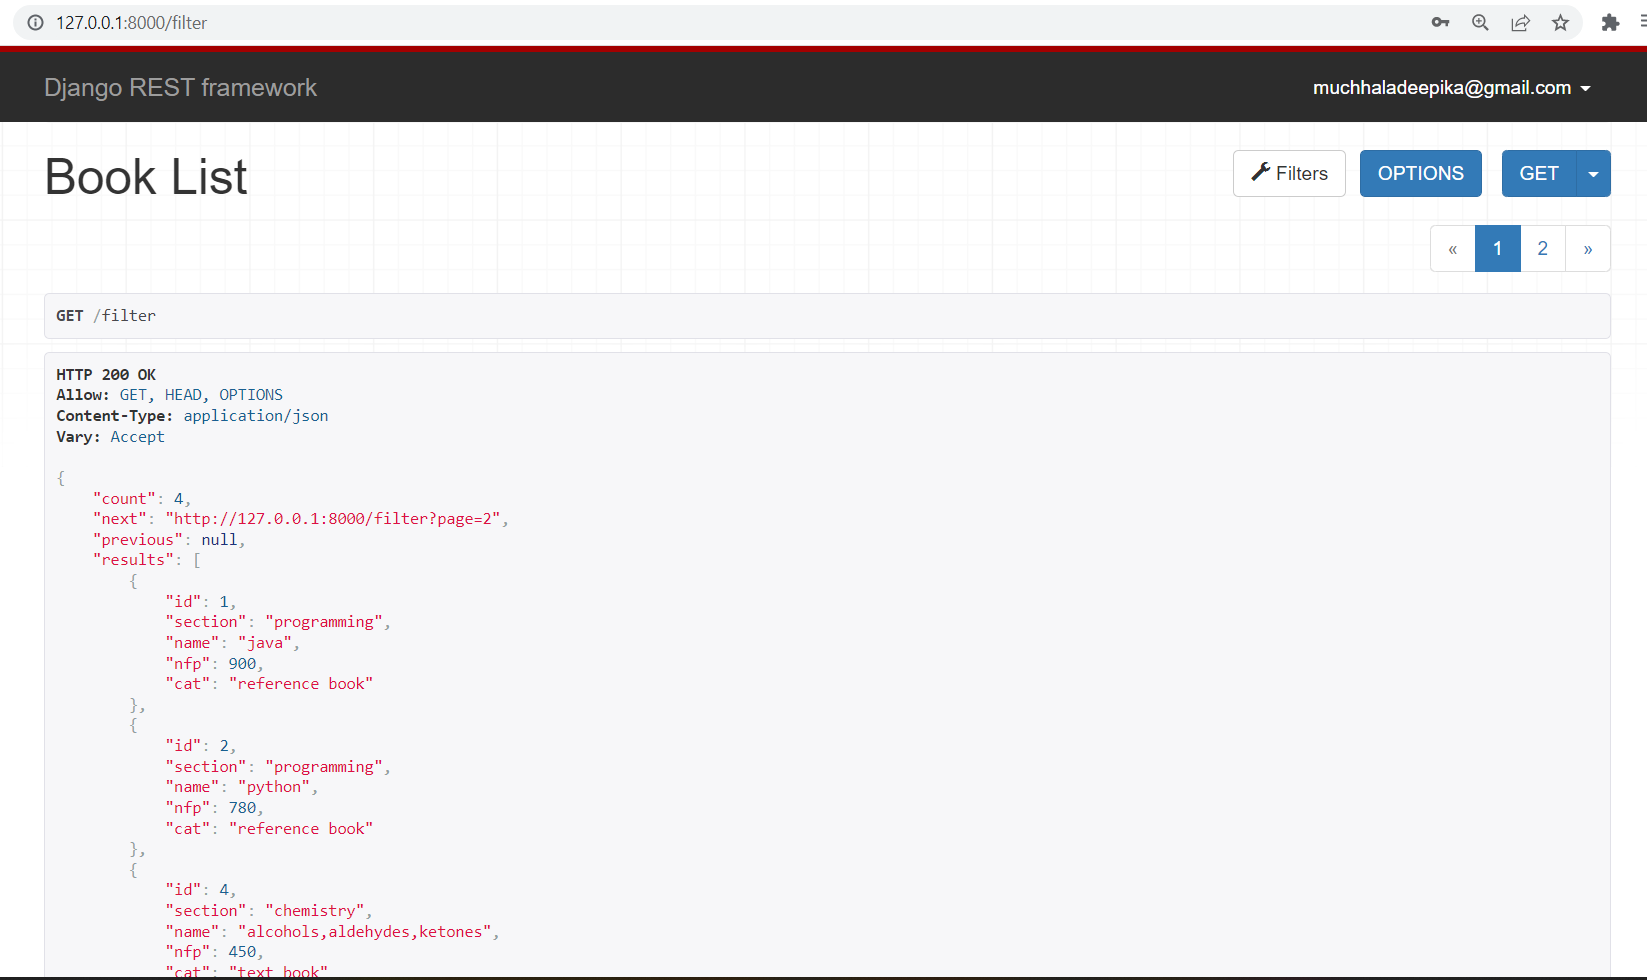 127.0.0.1:8000/filter
Django REST framework
muchhaladeepika@gmail.com
Book List
Filters
OPTIONS
GET
« 1 2 »
GET /filter
HTTP 200 OK
Allow: GET, HEAD, OPTIONS
Content-Type: application/json
Vary: Accept
{
"count": 4,
"next": "http://127.0.0.1:8000/filter?page=2",
"previous": null,
"results": [
{
"id": 1,
"section": "programming",
"name": "java",
"nfp": 900,
"cat": "reference book"
},
{
"id": 2,
"section": "programming",
"name": "python",
"nfp": 780,
"cat": "reference book"
},
{
"id": 4,
"section": "chemistry",
"name": "alcohols,aldehydes,ketones",
"nfp": 450,
"cat": "text book"